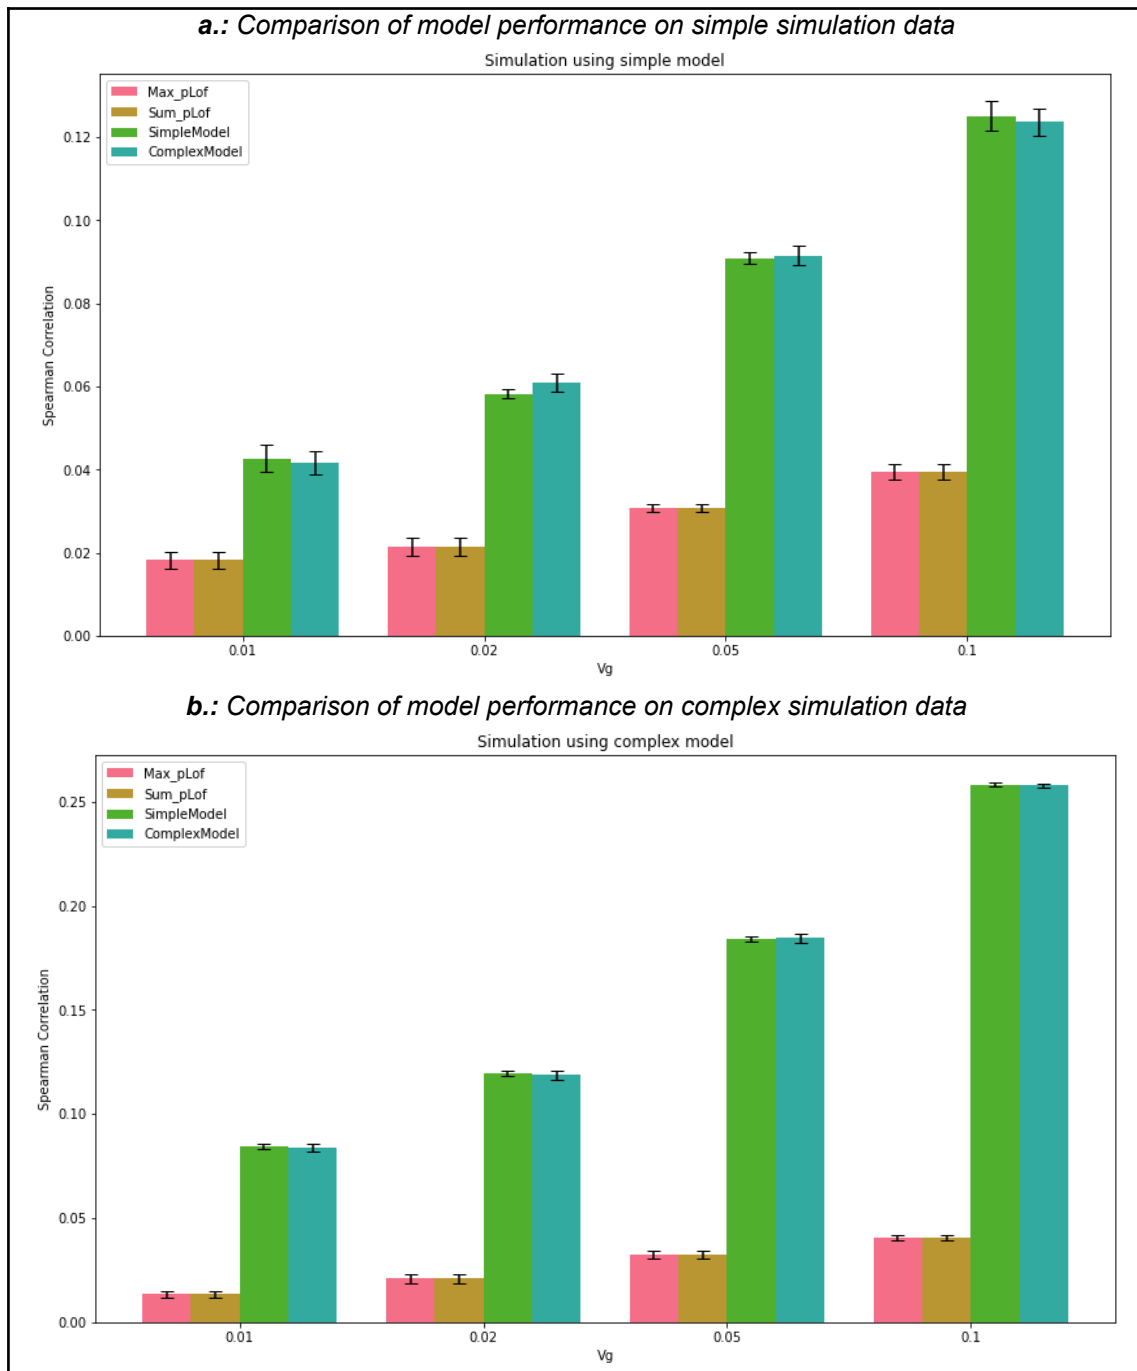 a.: Comparison of model performance on simple simulation data
Simulation using simple model
Max_pLof
Sum_pLof
SimpleModel
ComplexModel
Spearman Correlation
0.12
0.10
0.08
0.06
0.04
0.02
0.00
0.01 0.02 0.05 0.1
Vg
b.: Comparison of model performance on complex simulation data
Simulation using complex model
Max_pLof
Sum_pLof
SimpleModel
ComplexModel
Spearman Correlation
0.25
0.20
0.15
0.10
0.05
0.00
0.01 0.02 0.05 0.1
Vg